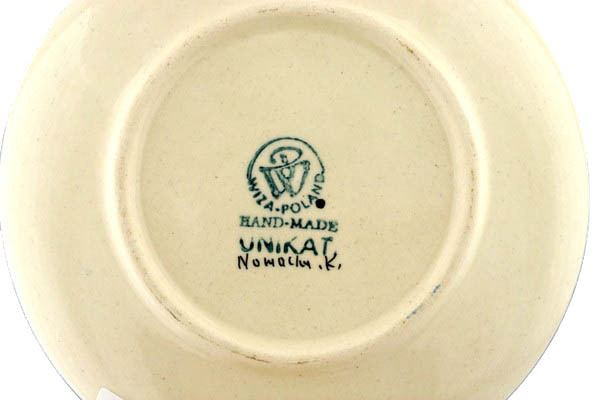 WIZA-POLAND
HAND-MADE
UNIKAT
K.